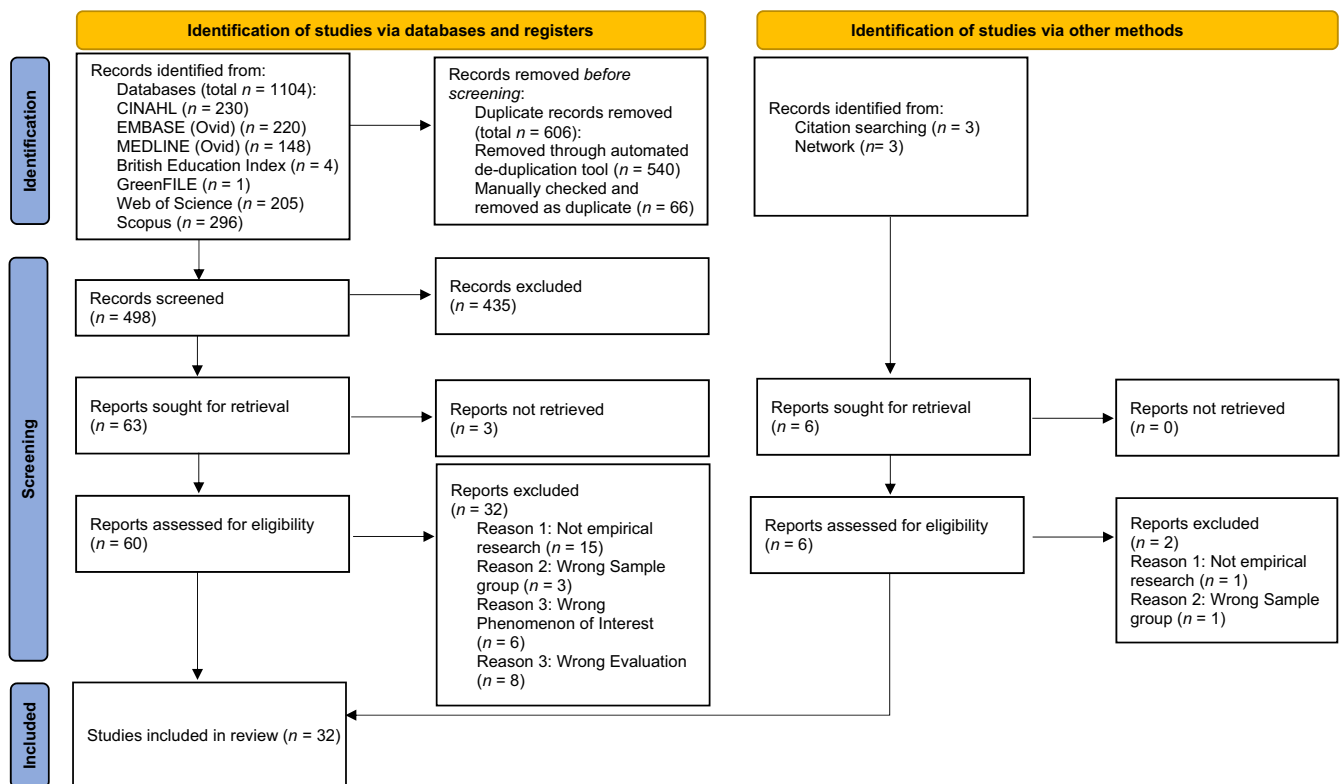 Identification of studies via databases and registers
Identification of studies via other methods
Identification
Records identified from:
Databases (total n = 1104):
CINAHL (n = 230)
EMBASE (Ovid) (n = 220)
MEDLINE (Ovid) (n = 148)
British Education Index (n = 4)
GreenFILE (n = 1)
Web of Science (n = 205)
Scopus (n = 296)
Records removed before
screening:
Duplicate records removed
(total n = 606):
Removed through automated
de-duplication tool (n = 540)
Manually checked and
removed as duplicate (n = 66)
Records identified from:
Citation searching (n = 3)
Network (n= 3)
Screening
Records screened
(n = 498)
Records excluded
(n = 435)
Reports sought for retrieval
(n = 63)
Reports not retrieved
(n = 3)
Reports sought for retrieval
(n = 6)
Reports not retrieved
(n = 0)
Reports assessed for eligibility
(n = 60)
Reports excluded
(n = 32)
Reason 1: Not empirical
research (n = 15)
Reason 2: Wrong Sample
group (n = 3)
Reason 3: Wrong
Phenomenon of Interest
(n = 6)
Reason 3: Wrong Evaluation
(n = 8)
Reports assessed for eligibility
(n = 6)
Reports excluded
(n = 2)
Reason 1: Not empirical
research (n = 1)
Reason 2: Wrong Sample
group (n = 1)
Included
Studies included in review (n = 32)